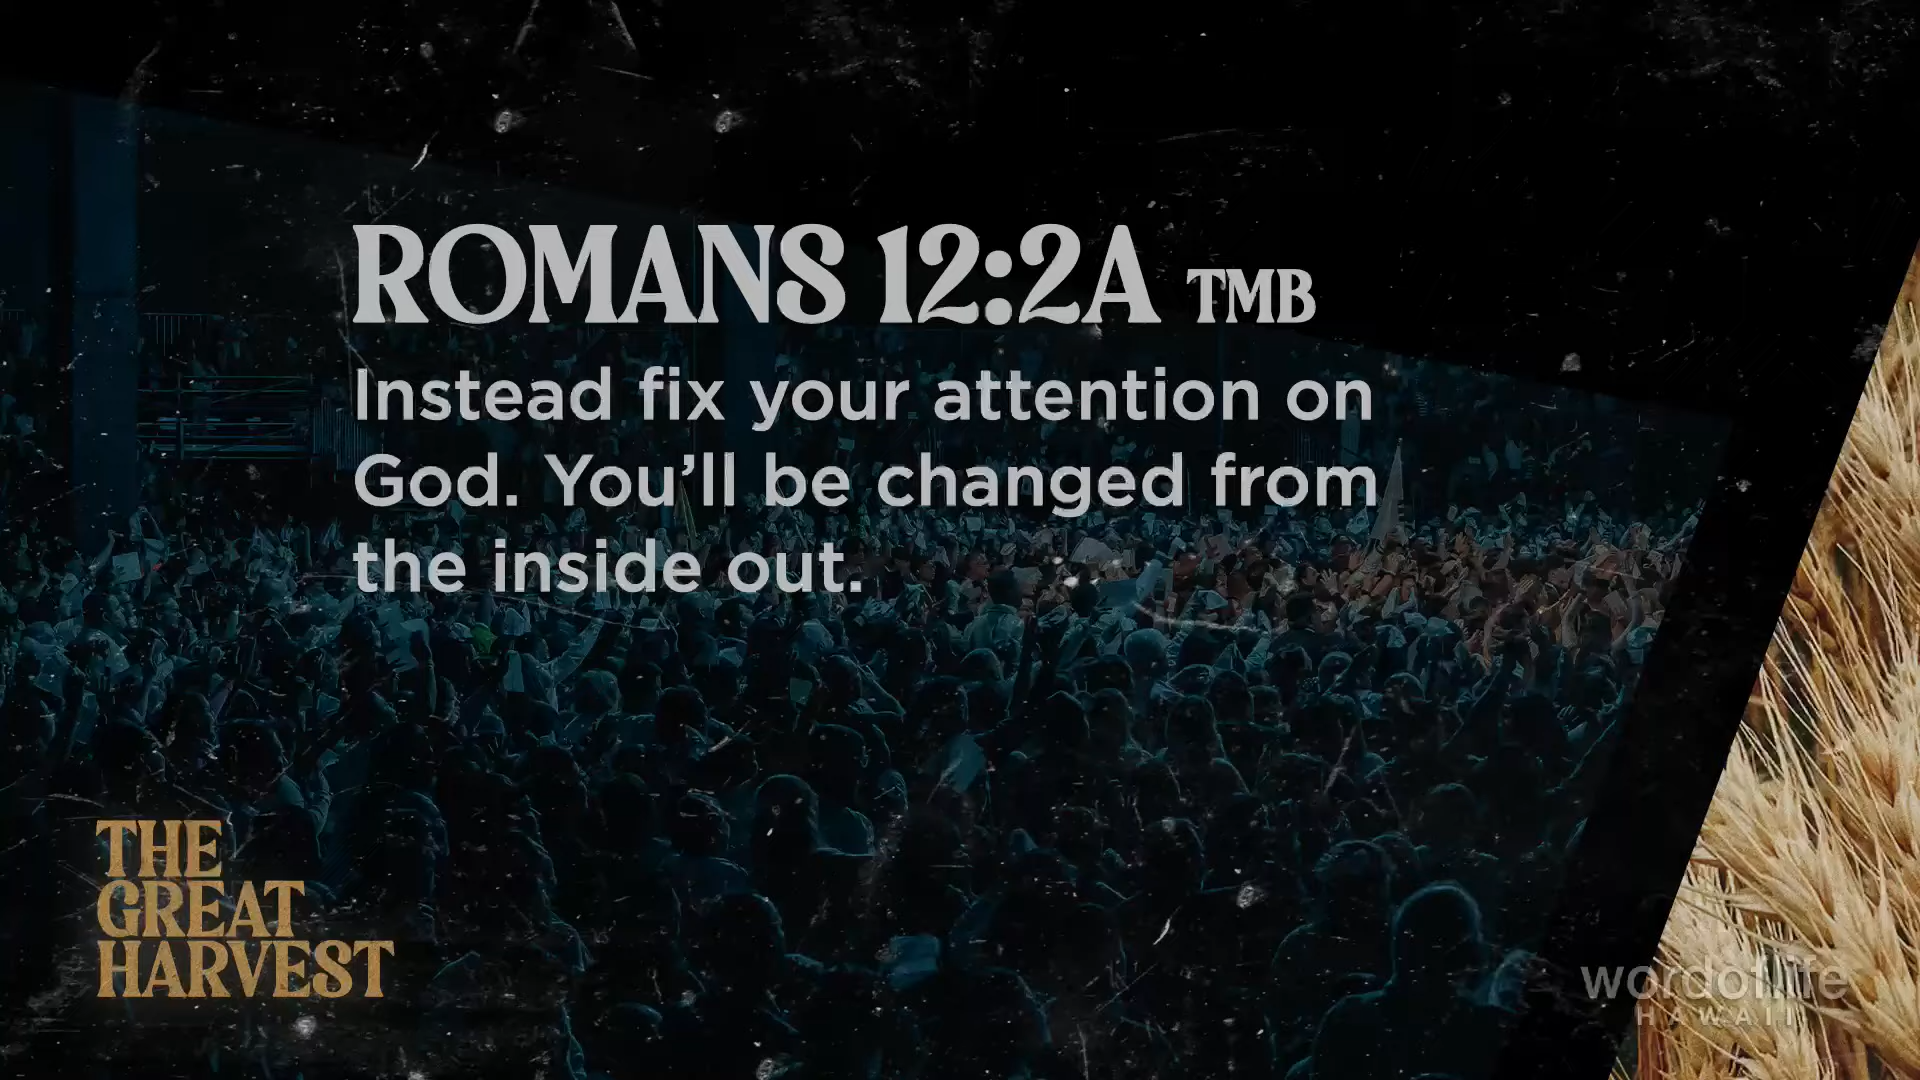 ROMANS 12:2A TMB
Instead fix your attention on
God. You’ll be changed from
the inside out.
THE
GREAT
HARVEST
wordoflife
HAWAII